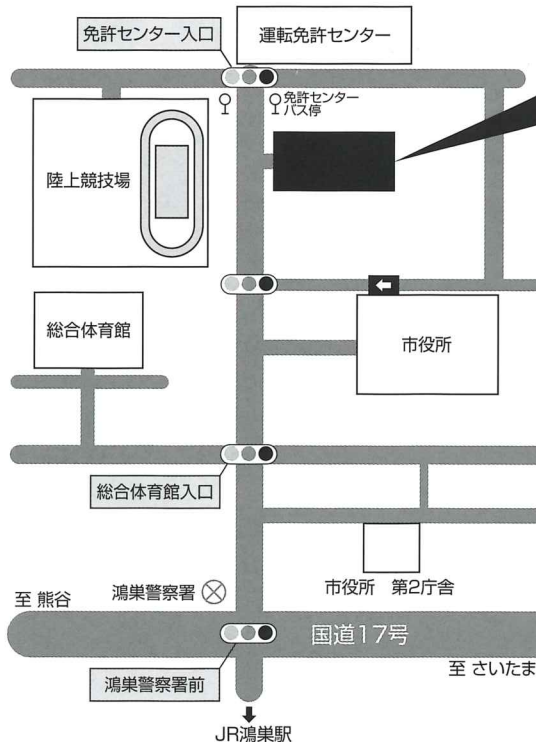 免許センター入口
運転免許センター
免許センター
バス停
陸上競技場
総合体育館
市役所
総合体育館入口
鴻巣警察署
市役所 第2庁舎
至 熊谷
国道17号
鴻巣警察署前
至 さいたま
JR鴻巣駅